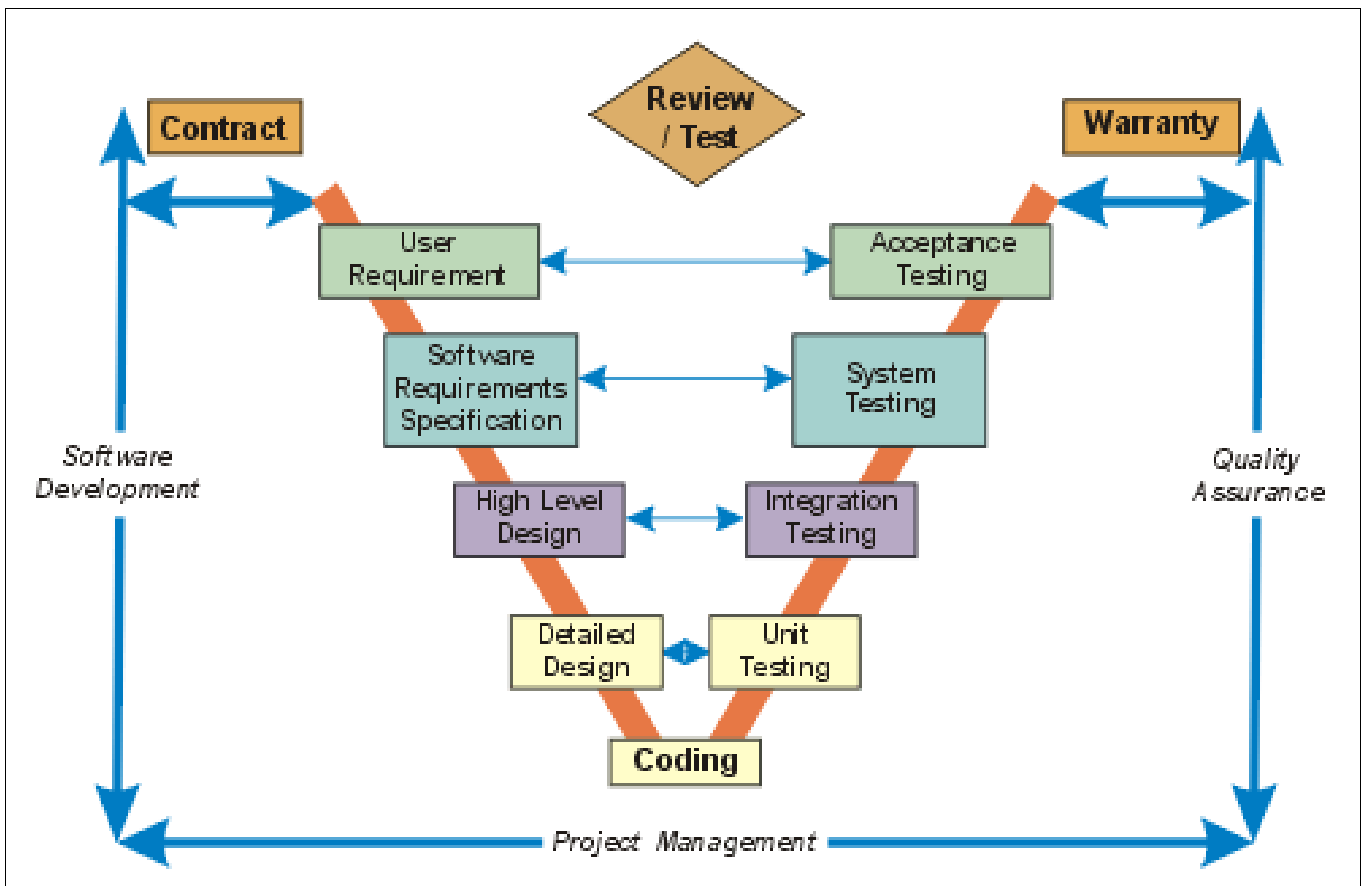 Review
/ Test
Contract
Warranty
User
Requirement
Acceptance
Testing
Software
Requirements
Specification
System
Testing
Software
Development
Quality
Assurance
High Level
Design
Integration
Testing
Detailed
Design
Unit
Testing
Coding
Project Management